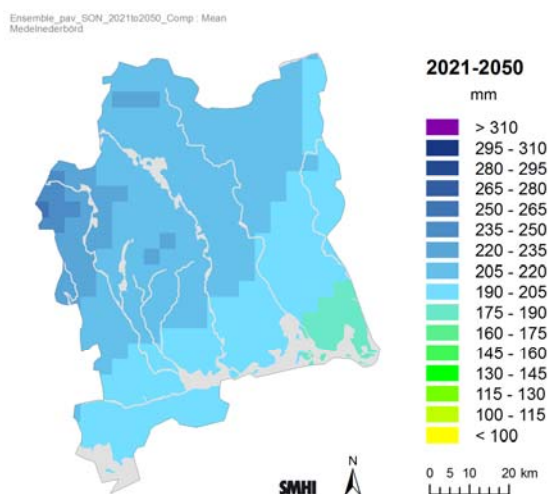 Ensemble_pav_SON_2021to2050_Comp : Mean
Medelnederbörd
2021-2050
mm
> 310
295 - 310
280 - 295
265 - 280
250 - 265
235 - 250
220 - 235
205 - 220
190 - 205
175 - 190
160 - 175
145 - 160
130 - 145
115 - 130
100 - 115
< 100
SMHI
N
0 5 10 20 km